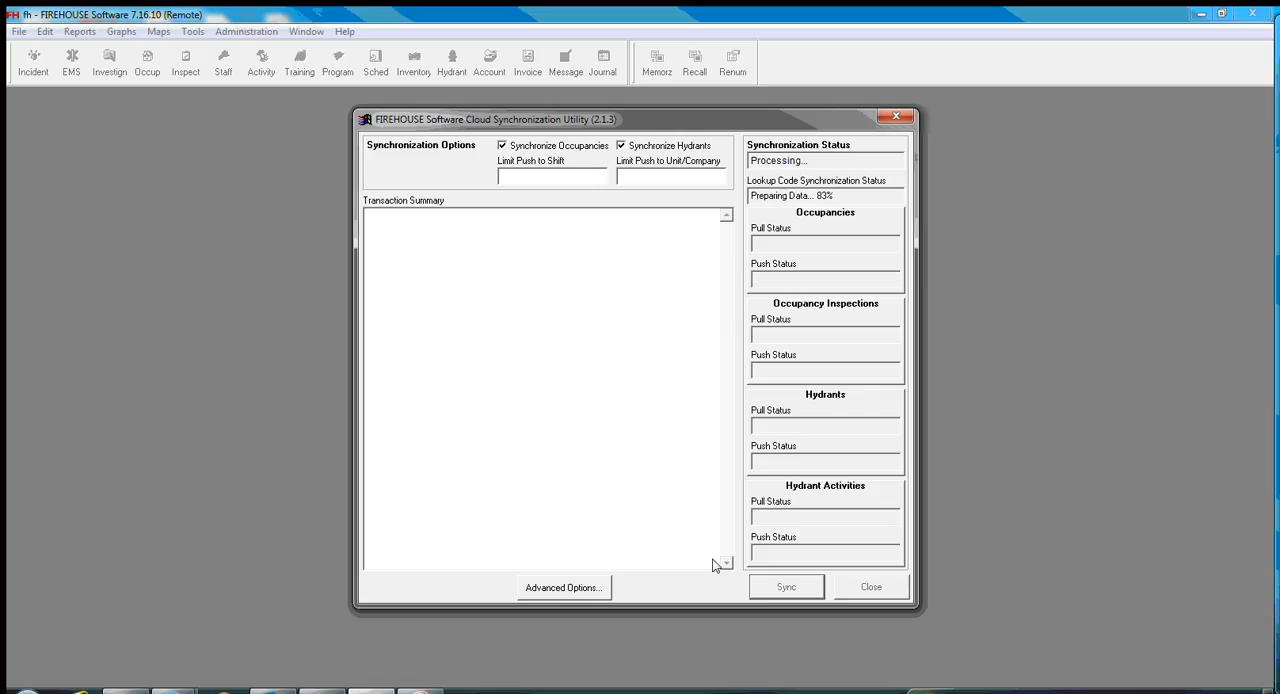 FH fh - FIREHOUSE Software 7.16.10 (Remote)
File Edit Reports Graphs Maps Tools Administration Window Help
Incident EMS Investign Occup Inspect Staff Activity Training Program Sched Inventory Hydrant Account Invoice Message Journal Memorz Recall Renum
FIREHOUSE Software Cloud Synchronization Utility (2.1.3)
Synchronization Options
Synchronize Occupancies
Synchronize Hydrants
Limit Push to Shift
Limit Push to Unit/Company
Transaction Summary
Advanced Options...
Synchronization Status
Processing...
Lookup Code Synchronization Status
Preparing Data... 83%
Occupancies
Pull Status
Push Status
Occupancy Inspections
Pull Status
Push Status
Hydrants
Pull Status
Push Status
Hydrant Activities
Pull Status
Push Status
Sync
Close